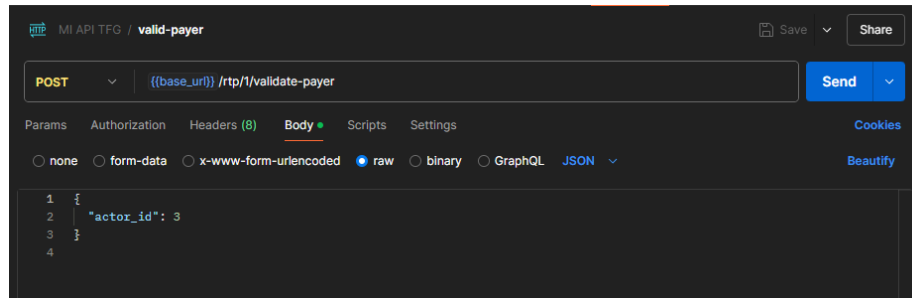 HTTP MI API TFG / valid-payer Save Share
POST {{base_url}} /rtp/1/validate-payer Send
Params Authorization Headers (8) Body Scripts Settings Cookies
none form-data x-www-form-urlencoded raw binary GraphQL JSON Beautify
1 {
2 "actor_id": 3
3 }
4